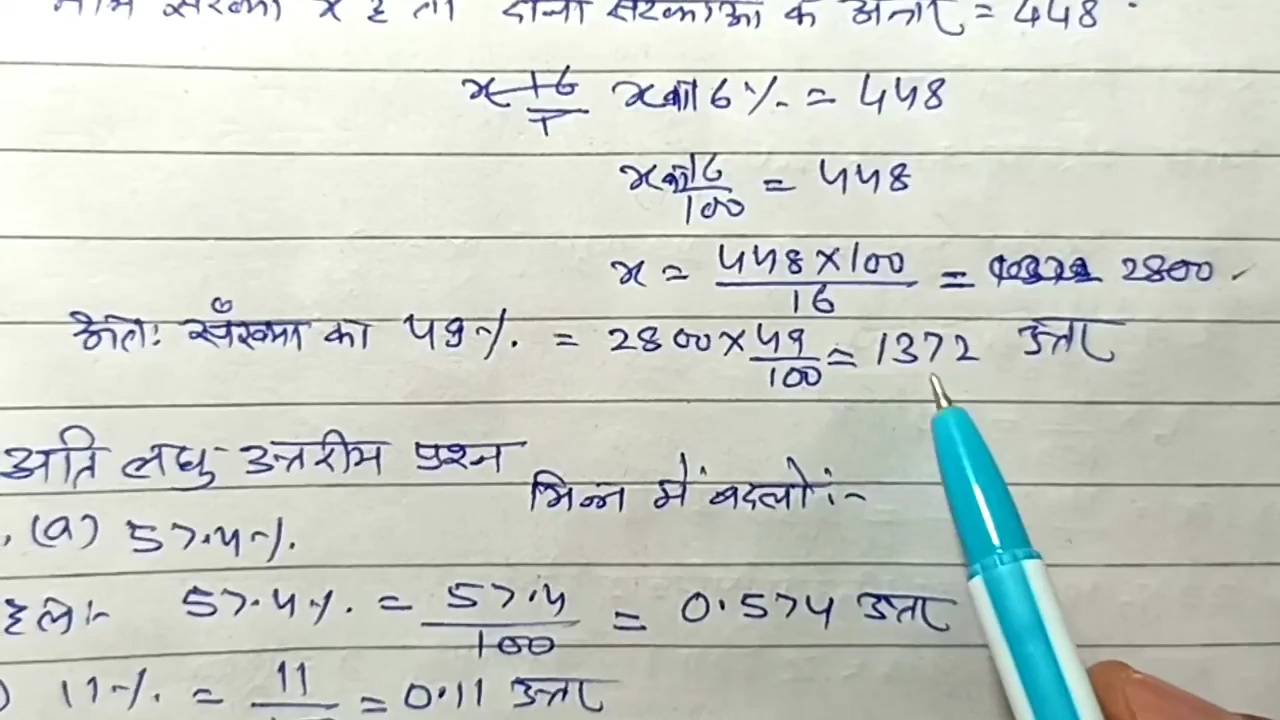 माना संख्या x है तो दोनो संख्याओं के अन्तर = 448
x का 16 % = 448
x का 16/100 = 448
x = 448 × 100 / 16 = 2800
अतः संख्या का 49 % = 2800 × 49/100 = 1372 उत्तर
अति लघु उत्तरीय प्रश्न
भिन्न में बदलो :-
(a) 57.4 %.
हल :- 57.4 % = 57.4/100 = 0.574 उत्तर
) 11 % = 11/ = 0.11 उत्तर